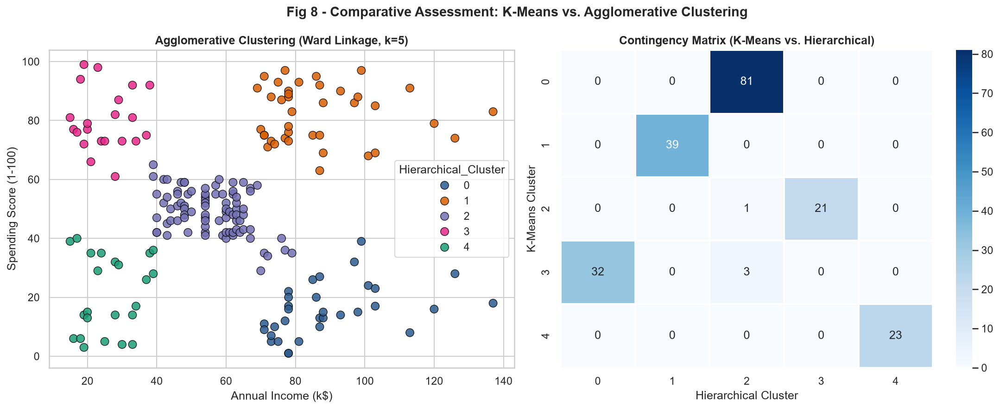 Fig 8 - Comparative Assessment: K-Means vs. Agglomerative Clustering
Agglomerative Clustering (Ward Linkage, k=5)
Spending Score (1-100)
100
80
60
40
20
0
20 40 60 80 100 120 140
Annual Income (k$)
Hierarchical_Cluster
0
1
2
3
4
Contingency Matrix (K-Means vs. Hierarchical)
K-Means Cluster
0 0 0 81 0 0
1 0 39 0 0 0
2 0 0 1 21 0
3 32 0 3 0 0
4 0 0 0 0 23
0 1 2 3 4
Hierarchical Cluster
80
70
60
50
40
30
20
10
0